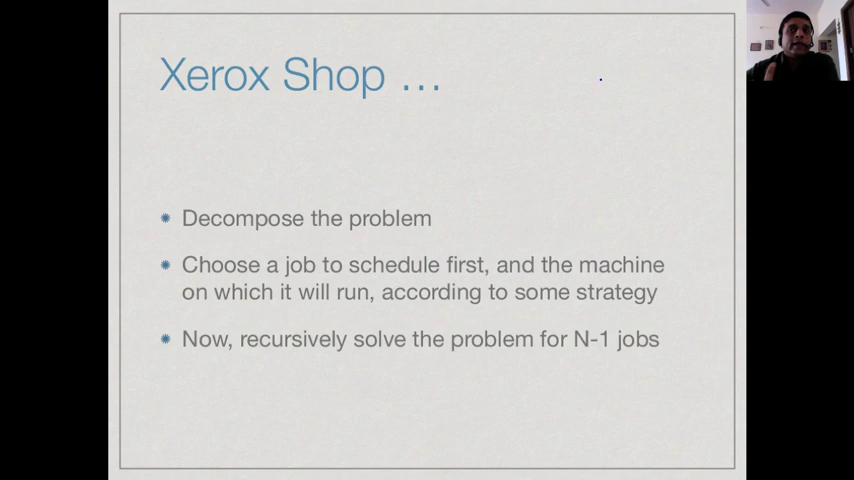 Xerox Shop …
Decompose the problem
Choose a job to schedule first, and the machine
on which it will run, according to some strategy
Now, recursively solve the problem for N-1 jobs